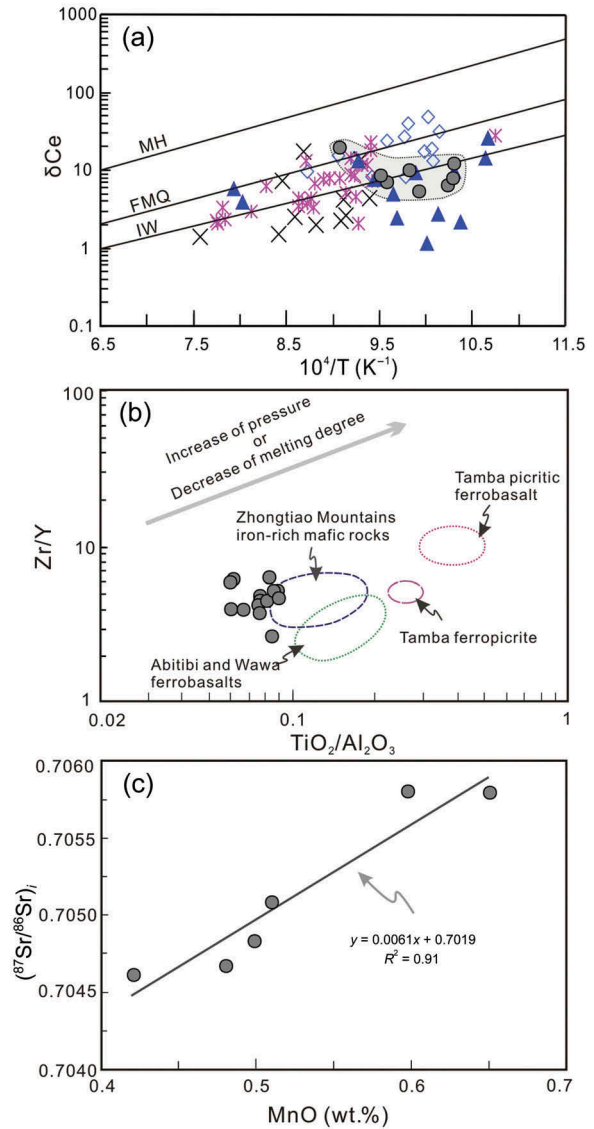 (a)
1000
100
10
1
0.1
δCe
MH
FMQ
IW
6.5
7.5
8.5
9.5
10.5
11.5
10⁴/T (K⁻¹)
(b)
100
10
1
Zr/Y
Increase of pressure
or
Decrease of melting degree
Tamba picritic
ferrobasalt
Zhongtiao Mountains
iron-rich mafic rocks
Tamba ferropicrite
Abitibi and Wawa
ferrobasalts
0.02
0.1
1
TiO₂/Al₂O₃
(c)
0.7060
0.7055
0.7050
0.7045
0.7040
(⁸⁷Sr/⁸⁶Sr)ᵢ
y = 0.0061x + 0.7019
R² = 0.91
0.4
0.5
0.6
0.7
MnO (wt.%)